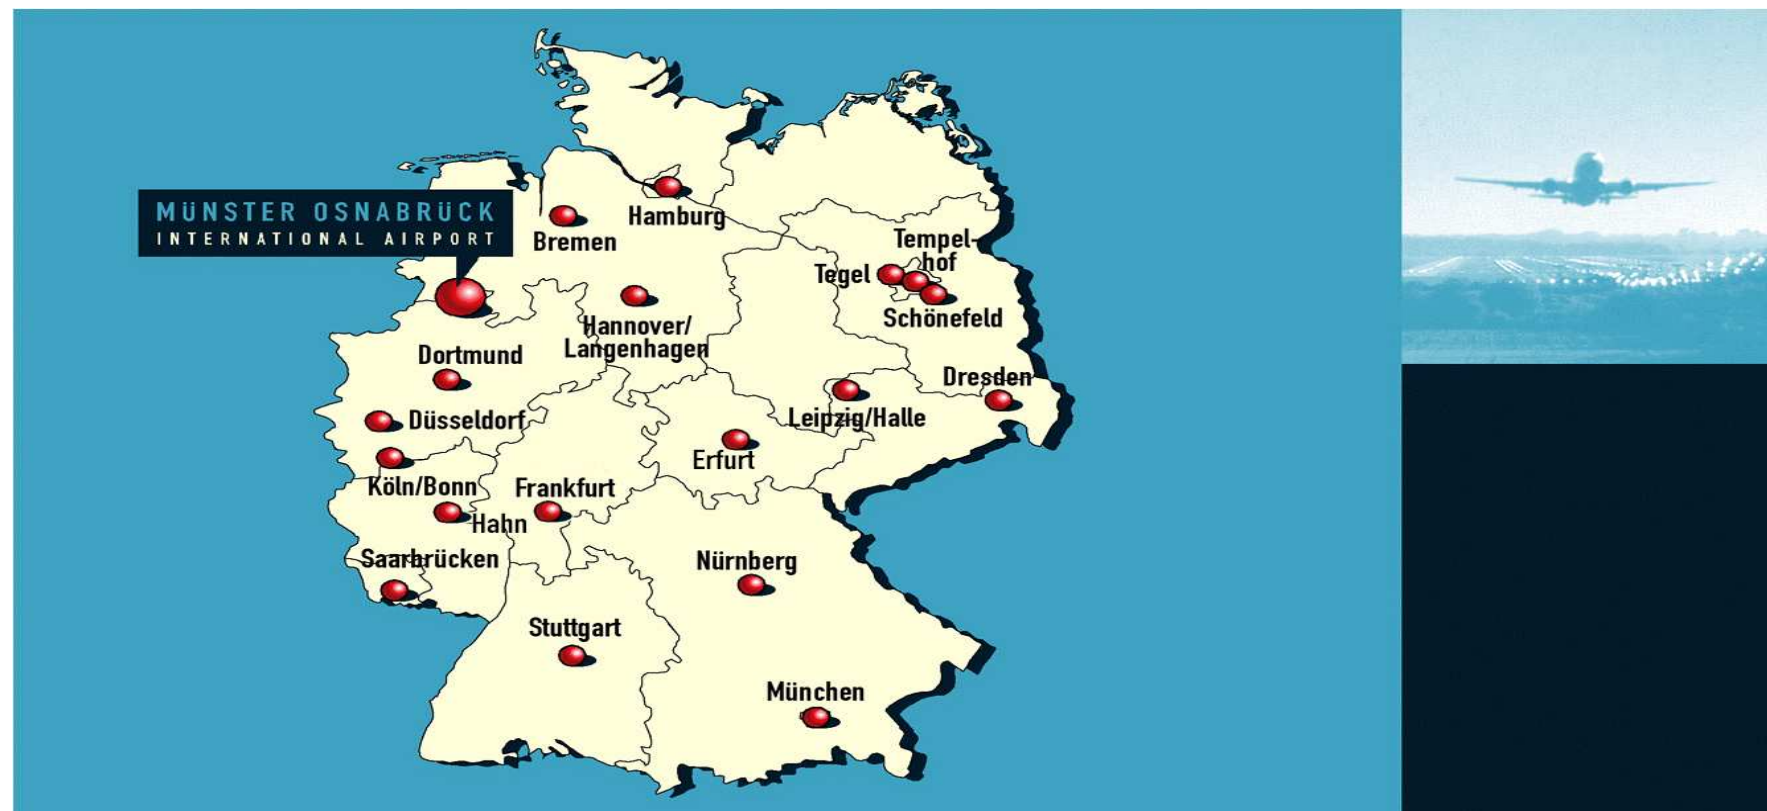 MÜNSTER OSNABRÜCK
INTERNATIONAL AIRPORT
Hamburg
Bremen
Tempel-
hof
Tegel
Schönefeld
Hannover/
Langenhagen
Dortmund
Dresden
Düsseldorf
Leipzig/Halle
Erfurt
Köln/Bonn
Frankfurt
Hahn
Saarbrücken
Nürnberg
Stuttgart
München